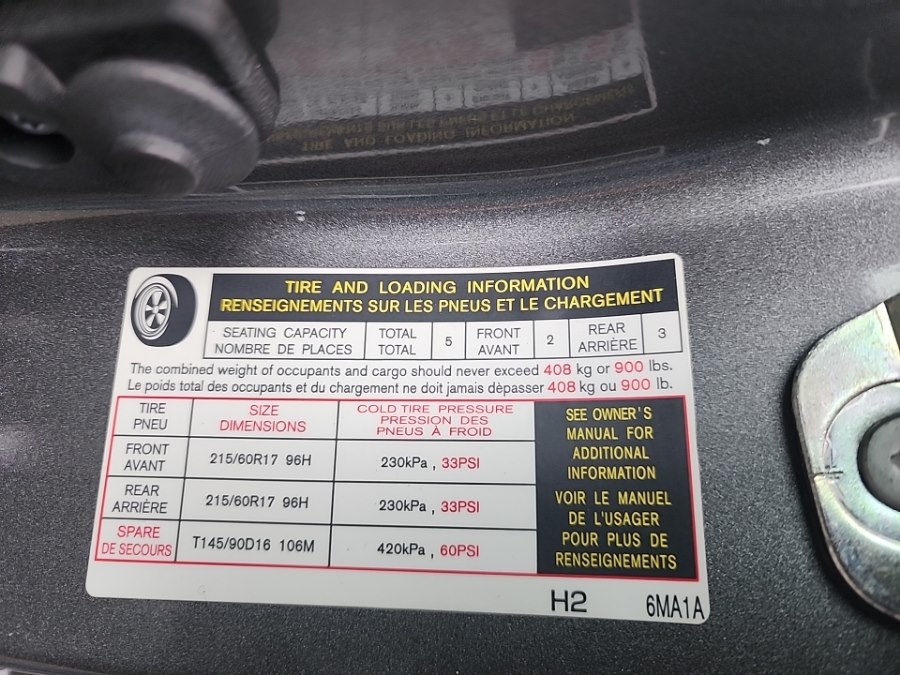 TIRE AND LOADING INFORMATION
TIRE AND LOADING INFORMATION
RENSEIGNEMENTS SUR LES PNEUS ET LE CHARGEMENT
SEATING CAPACITY TOTAL 5 FRONT 2 REAR 3
NOMBRE DE PLACES TOTAL AVANT ARRIÈRE
The combined weight of occupants and cargo should never exceed 408 kg or 900 lbs.
Le poids total des occupants et du chargement ne doit jamais dèpasser 408 kg ou 900 lb.
TIRE SIZE COLD TIRE PRESSURE
PNEU DIMENSIONS PRESSION DES
PNEUS À FROID
FRONT
AVANT 215/60R17 96H 230kPa , 33PSI
REAR
ARRIÈRE 215/60R17 96H 230kPa , 33PSI
SPARE
DE SECOURS T145/90D16 106M 420kPa , 60PSI
SEE OWNER'S
MANUAL FOR
ADDITIONAL
INFORMATION
VOIR LE MANUEL
DE L'USAGER
POUR PLUS DE
RENSEIGNEMENTS
H2 6MA1A